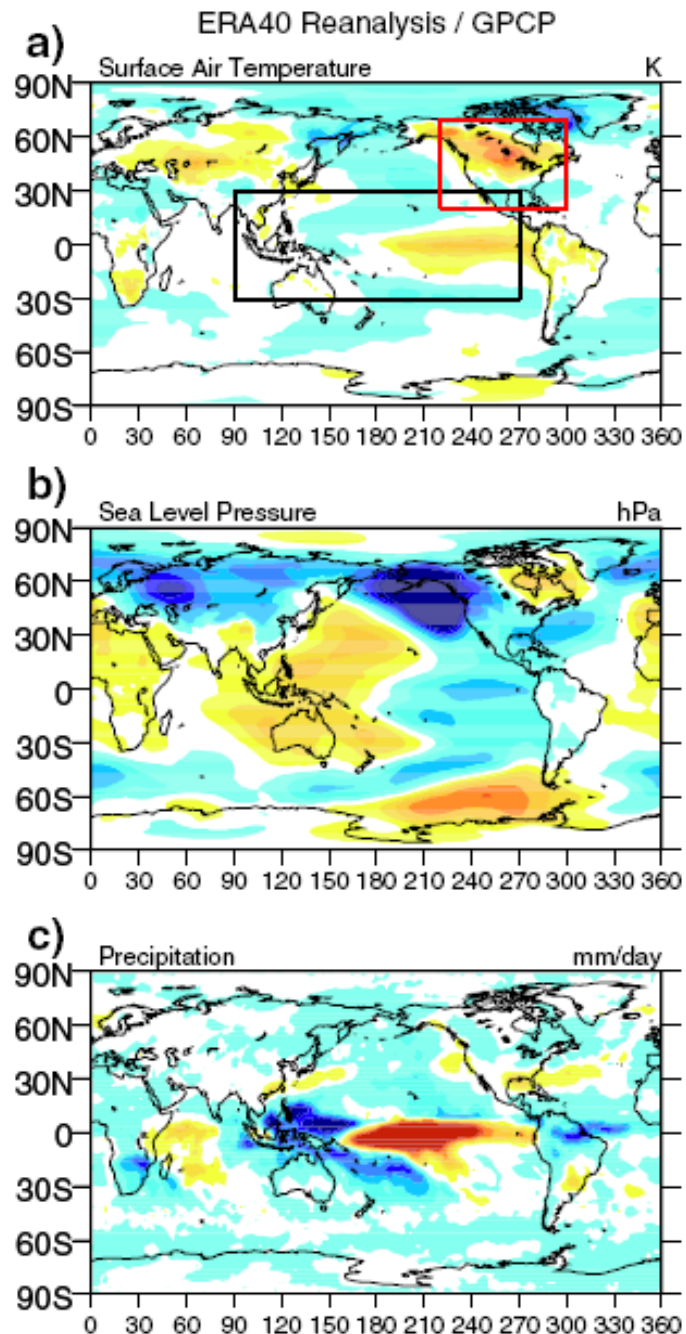 ERA40 Reanalysis / GPCP
a)
Surface Air Temperature K
90N
60N
30N
0
30S
60S
90S
0 30 60 90 120 150 180 210 240 270 300 330 360
b)
Sea Level Pressure hPa
90N
60N
30N
0
30S
60S
90S
0 30 60 90 120 150 180 210 240 270 300 330 360
c)
Precipitation mm/day
90N
60N
30N
0
30S
60S
90S
0 30 60 90 120 150 180 210 240 270 300 330 360